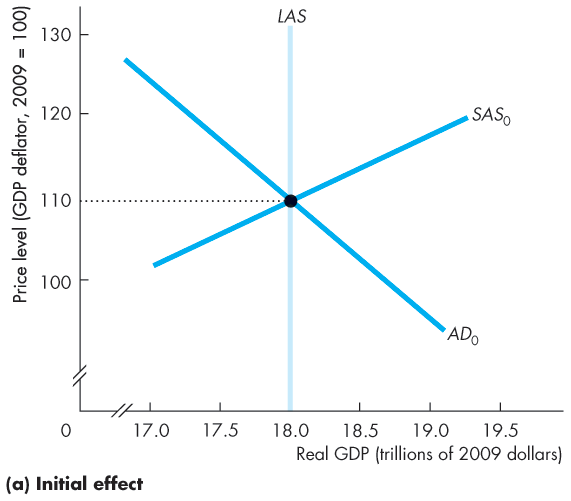 LAS
Price level (GDP deflator, 2009 = 100)
130
120
110
100
SAS₀
AD₀
0
17.0
17.5
18.0
18.5
19.0
19.5
Real GDP (trillions of 2009 dollars)
(a) Initial effect